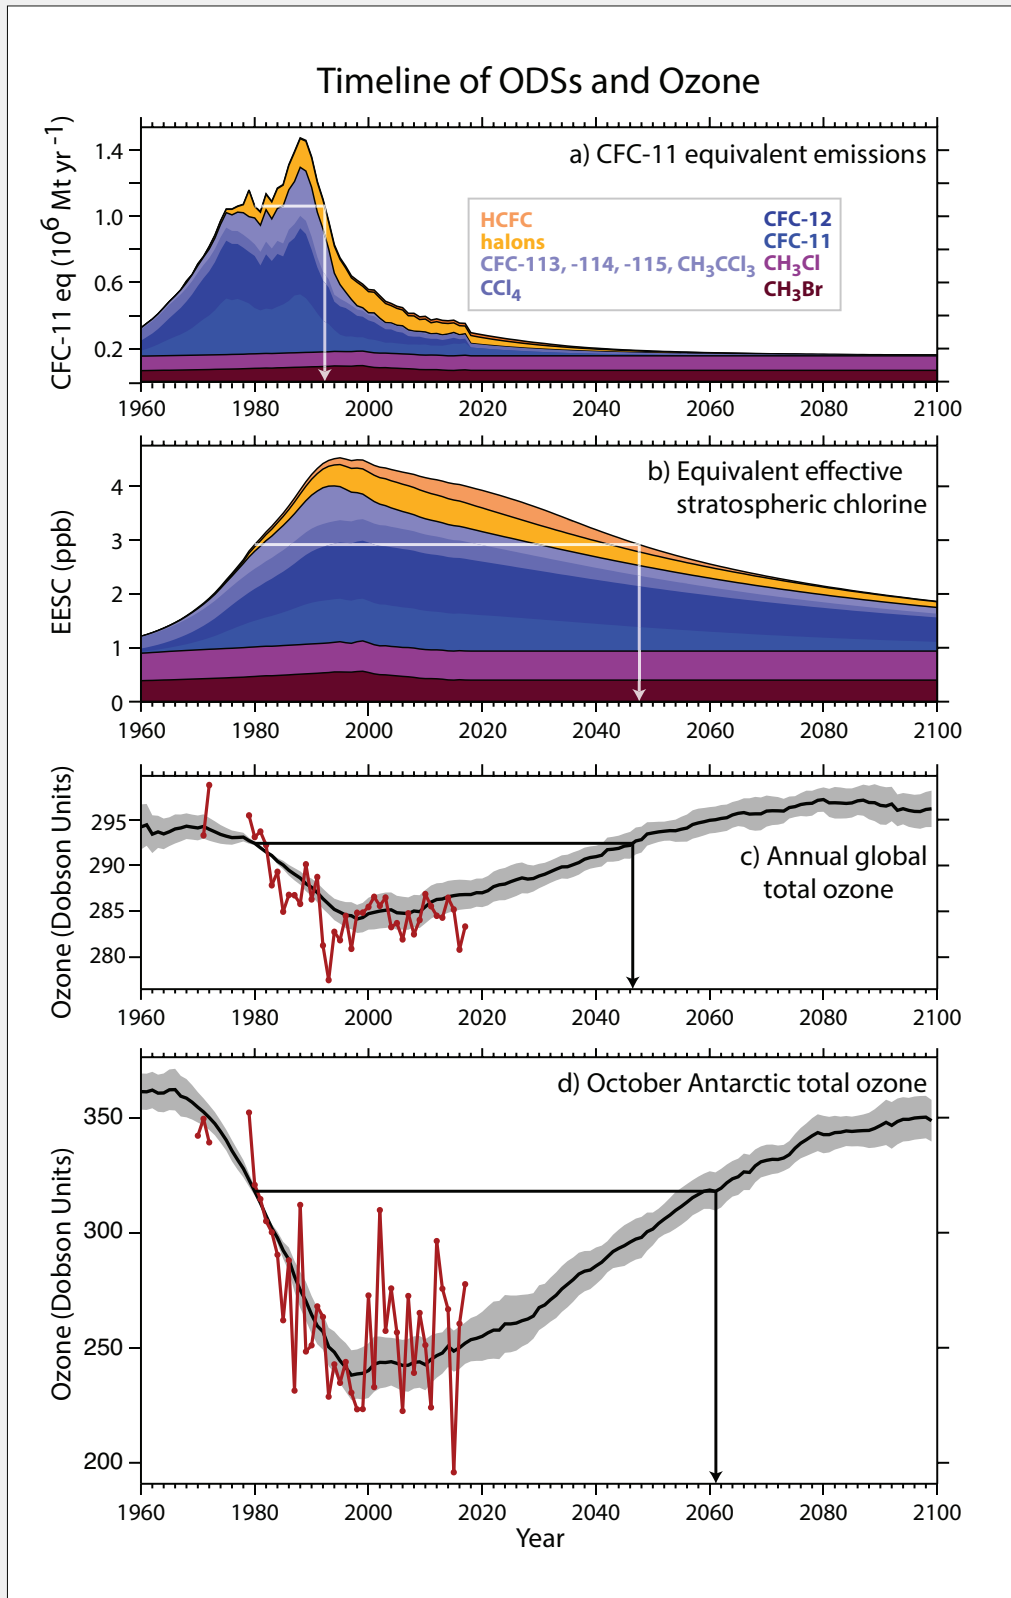 Timeline of ODSs and Ozone
a) CFC-11 equivalent emissions
CFC-11 eq (10⁶ Mt yr⁻¹)
1.4
1.0
0.6
0.2
HCFC
halons
CFC-113, -114, -115, CH₃CCl₃
CCl₄
CFC-12
CFC-11
CH₃Cl
CH₃Br
1960 1980 2000 2020 2040 2060 2080 2100
b) Equivalent effective
stratospheric chlorine
EESC (ppb)
4
3
2
1
0
1960 1980 2000 2020 2040 2060 2080 2100
c) Annual global
total ozone
Ozone (Dobson Units)
295
290
285
280
1960 1980 2000 2020 2040 2060 2080 2100
d) October Antarctic total ozone
Ozone (Dobson Units)
350
300
250
200
1960 1980 2000 2020 2040 2060 2080 2100
Year